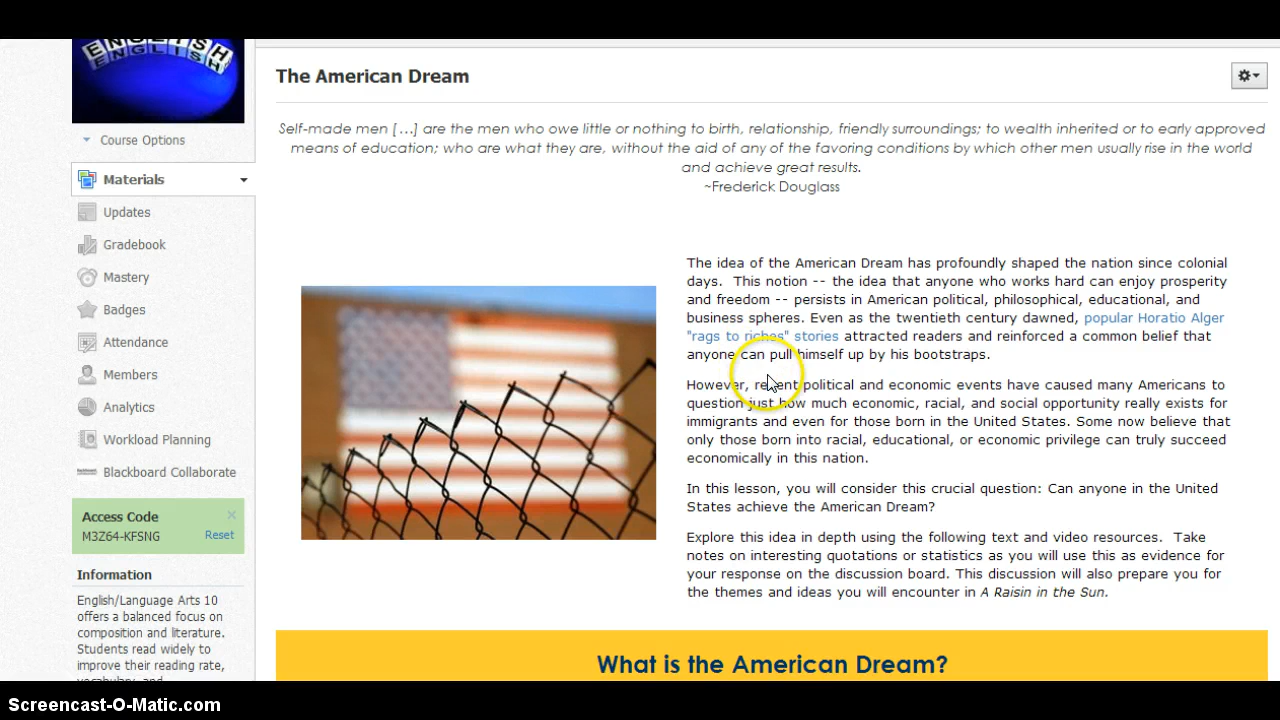 ENGLISH
ENGLISH
The American Dream
Course Options
Self-made men [...] are the men who owe little or nothing to birth, relationship, friendly surroundings; to wealth inherited or to early approved
means of education; who are what they are, without the aid of any of the favoring conditions by which other men usually rise in the world
and achieve great results.
~Frederick Douglass
Materials
Updates
Gradebook
Mastery
Badges
Attendance
Members
Analytics
Workload Planning
Blackboard Collaborate
Access Code
M3Z64-KFSNG Reset
Information
English/Language Arts 10
offers a balanced focus on
composition and literature.
Students read widely to
improve their reading rate,
vocabulary, and
The idea of the American Dream has profoundly shaped the nation since colonial
days.  This notion -- the idea that anyone who works hard can enjoy prosperity
and freedom -- persists in American political, philosophical, educational, and
business spheres. Even as the twentieth century dawned, popular Horatio Alger
"rags to riches" stories attracted readers and reinforced a common belief that
anyone can pull himself up by his bootstraps.
However, recent political and economic events have caused many Americans to
question just how much economic, racial, and social opportunity really exists for
immigrants and even for those born in the United States. Some now believe that
only those born into racial, educational, or economic privilege can truly succeed
economically in this nation.
In this lesson, you will consider this crucial question: Can anyone in the United
States achieve the American Dream?
Explore this idea in depth using the following text and video resources.  Take
notes on interesting quotations or statistics as you will use this as evidence for
your response on the discussion board. This discussion will also prepare you for
the themes and ideas you will encounter in A Raisin in the Sun.
What is the American Dream?
Screencast-O-Matic.com